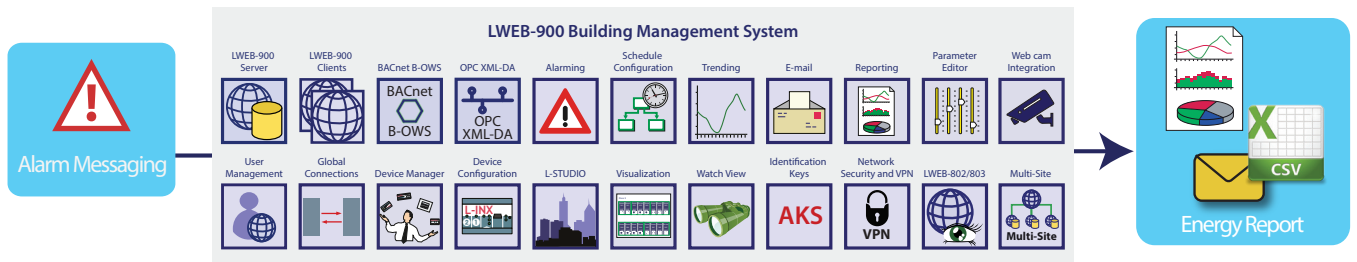 LWEB-900 Building Management System
LWEB-900
Server
LWEB-900
Clients
BACnet B-OWS
OPC XML-DA
Alarming
Schedule
Configuration
Trending
E-mail
Reporting
Parameter
Editor
Web cam
Integration
BACnet
B-OWS
OPC
XML-DA
Alarm Messaging
User
Management
Global
Connections
Device Manager
Device
Configuration
L-STUDIO
Visualization
Watch View
Identification
Keys
Network
Security and VPN
LWEB-802/803
Multi-Site
L-INX
AKS
VPN
Multi-Site
X
CSV
Energy Report